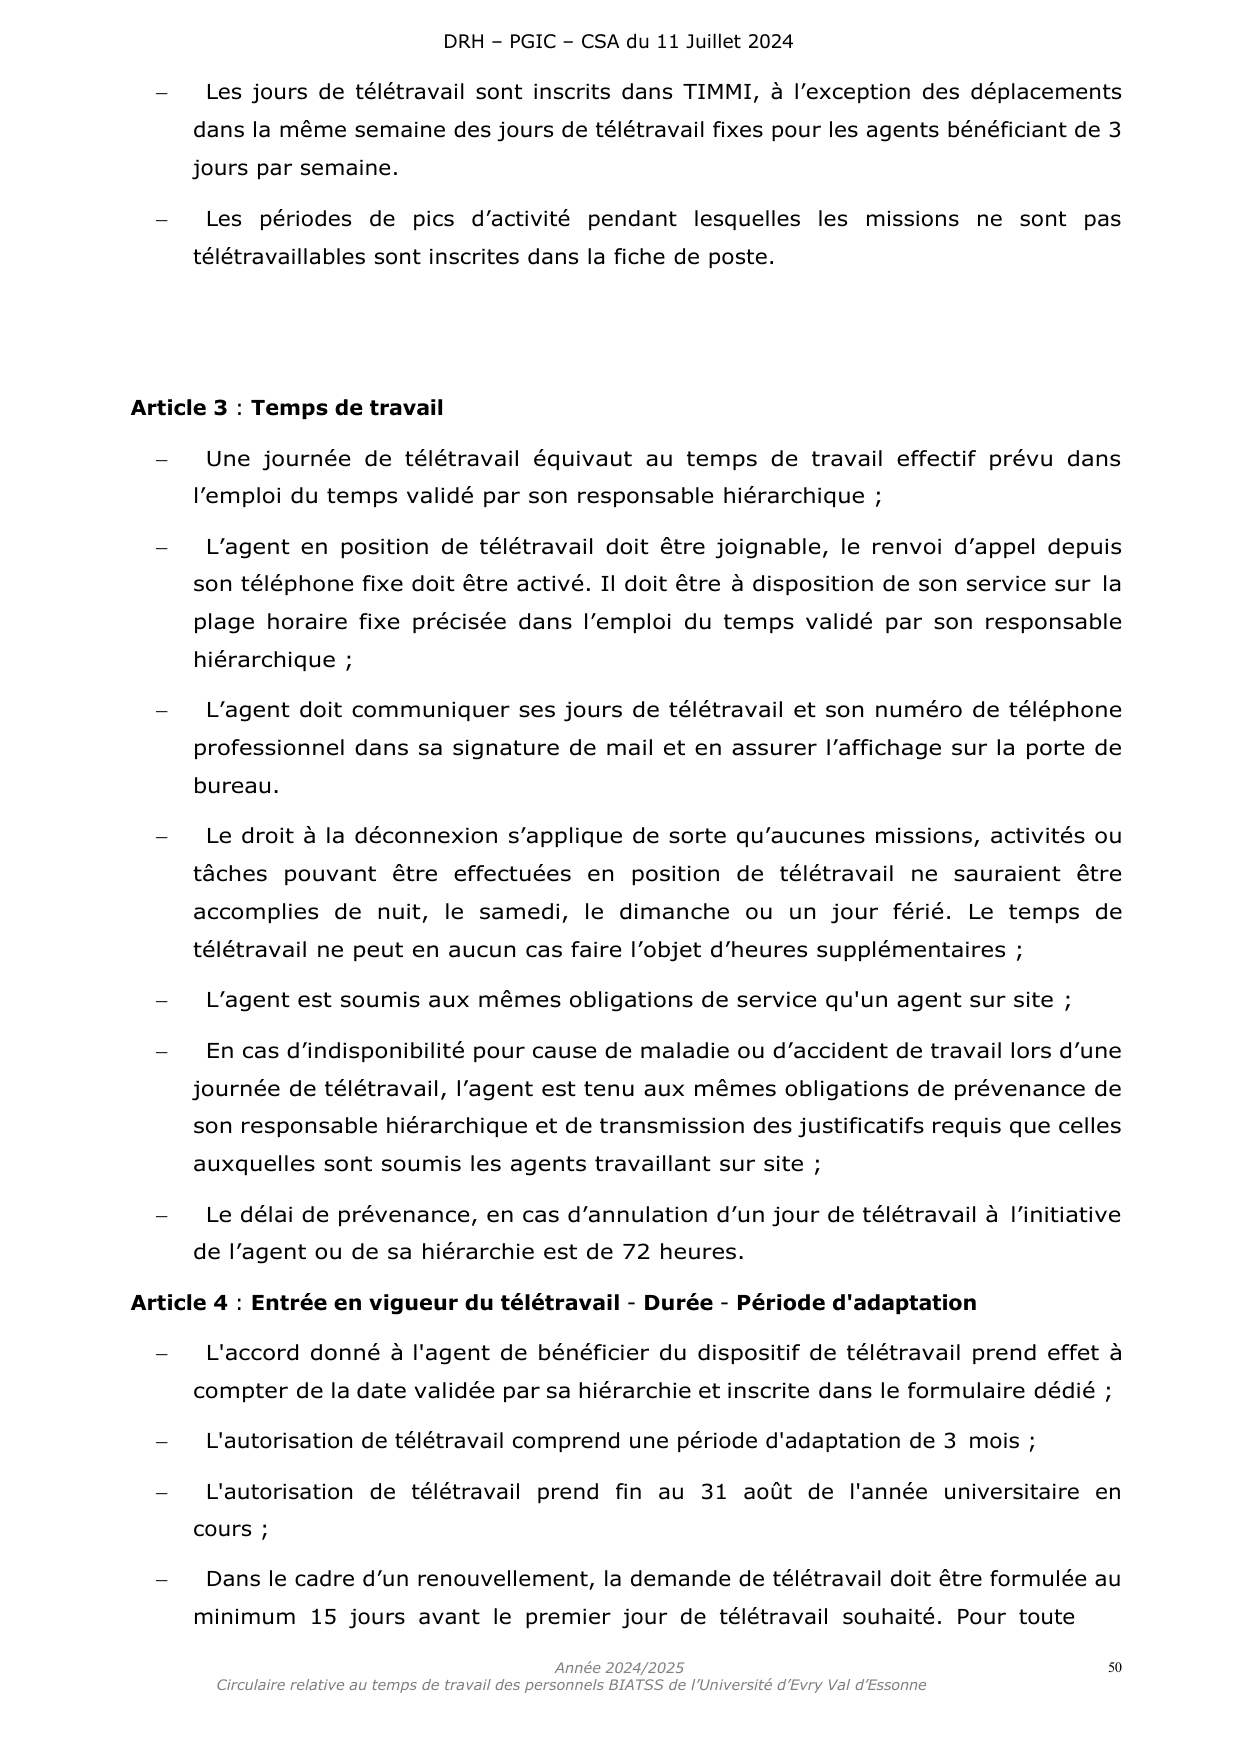 DRH – PGIC – CSA du 11 Juillet 2024
– Les jours de télétravail sont inscrits dans TIMMI, à l’exception des déplacements
dans la même semaine des jours de télétravail fixes pour les agents bénéficiant de 3
jours par semaine.
– Les périodes de pics d’activité pendant lesquelles les missions ne sont pas
télétravaillables sont inscrites dans la fiche de poste.
Article 3 : Temps de travail
– Une journée de télétravail équivaut au temps de travail effectif prévu dans
l’emploi du temps validé par son responsable hiérarchique ;
– L’agent en position de télétravail doit être joignable, le renvoi d’appel depuis
son téléphone fixe doit être activé. Il doit être à disposition de son service sur la
plage horaire fixe précisée dans l’emploi du temps validé par son responsable
hiérarchique ;
– L’agent doit communiquer ses jours de télétravail et son numéro de téléphone
professionnel dans sa signature de mail et en assurer l’affichage sur la porte de
bureau.
– Le droit à la déconnexion s’applique de sorte qu’aucunes missions, activités ou
tâches pouvant être effectuées en position de télétravail ne sauraient être
accomplies de nuit, le samedi, le dimanche ou un jour férié. Le temps de
télétravail ne peut en aucun cas faire l’objet d’heures supplémentaires ;
– L’agent est soumis aux mêmes obligations de service qu'un agent sur site ;
– En cas d’indisponibilité pour cause de maladie ou d’accident de travail lors d’une
journée de télétravail, l’agent est tenu aux mêmes obligations de prévenance de
son responsable hiérarchique et de transmission des justificatifs requis que celles
auxquelles sont soumis les agents travaillant sur site ;
– Le délai de prévenance, en cas d’annulation d’un jour de télétravail à l’initiative
de l’agent ou de sa hiérarchie est de 72 heures.
Article 4 : Entrée en vigueur du télétravail - Durée - Période d'adaptation
– L'accord donné à l'agent de bénéficier du dispositif de télétravail prend effet à
compter de la date validée par sa hiérarchie et inscrite dans le formulaire dédié ;
– L'autorisation de télétravail comprend une période d'adaptation de 3 mois ;
– L'autorisation de télétravail prend fin au 31 août de l'année universitaire en
cours ;
– Dans le cadre d’un renouvellement, la demande de télétravail doit être formulée au
minimum 15 jours avant le premier jour de télétravail souhaité. Pour toute
Année 2024/2025 50
Circulaire relative au temps de travail des personnels BIATSS de l’Université d’Evry Val d’Essonne